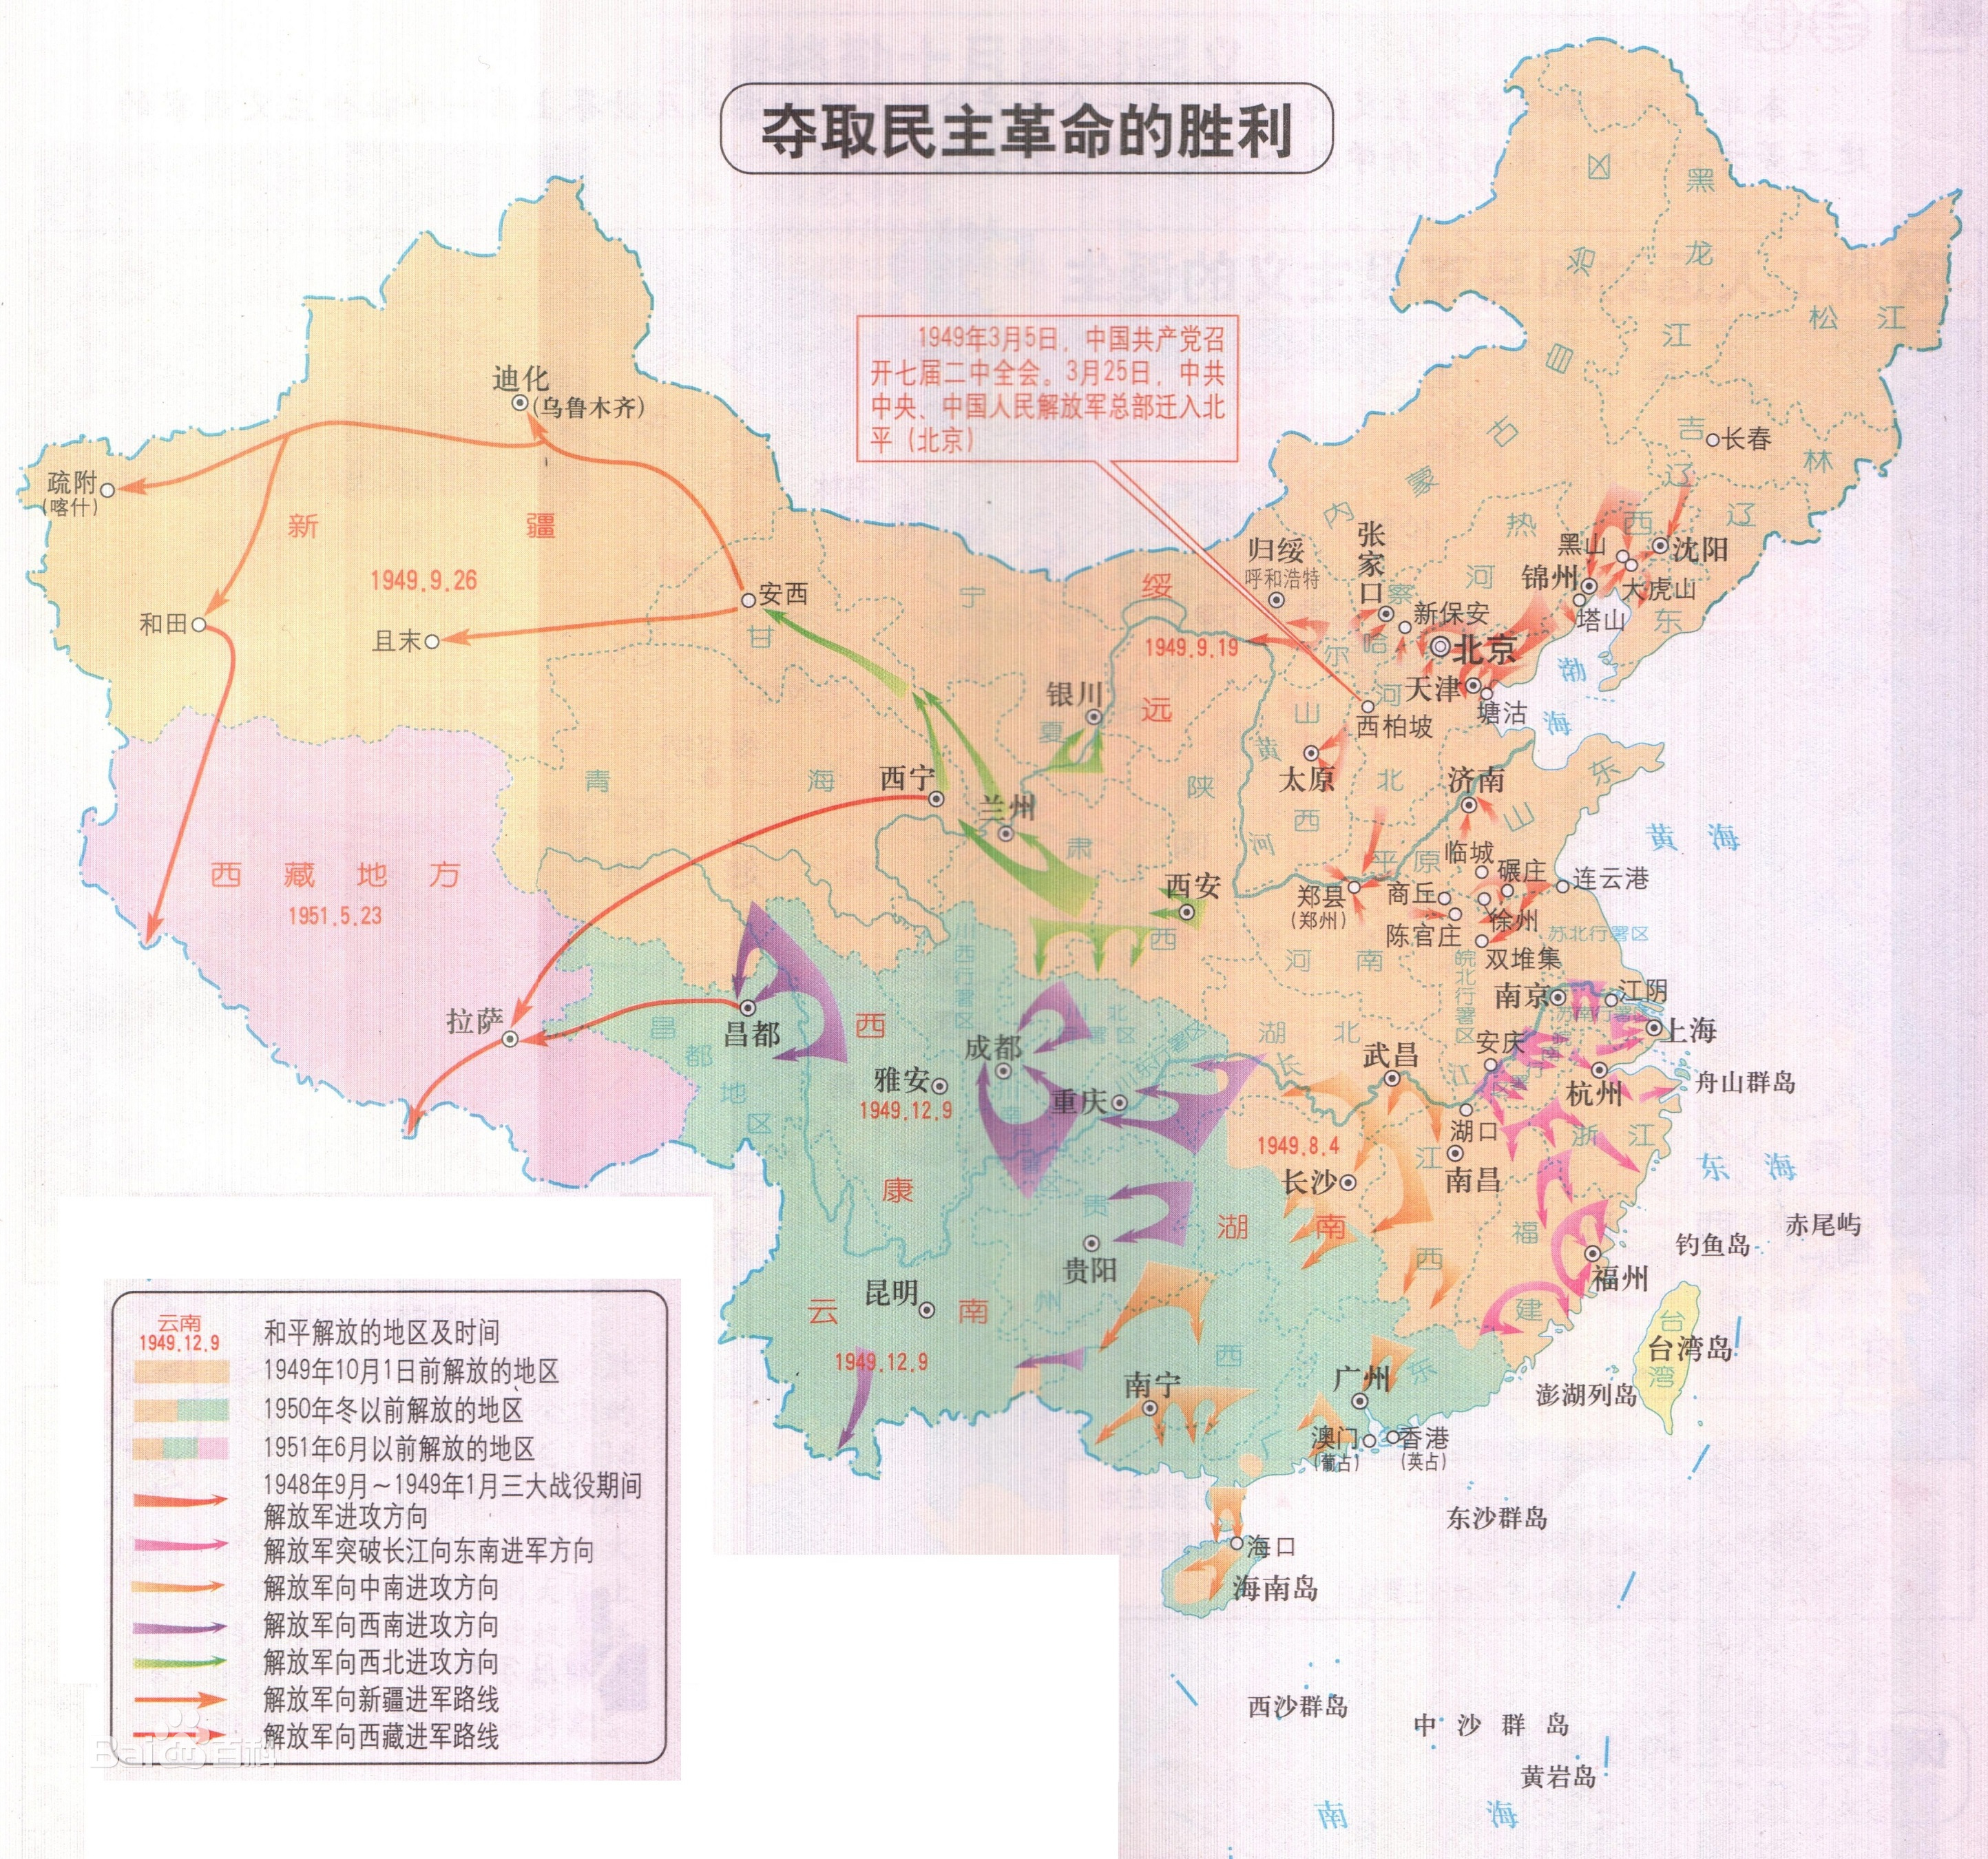 夺取民主革命的胜利
1949年3月5日，中国共产党召
开七届二中全会。3月25日，中共
中央、中国人民解放军总部迁入北
平（北京）
区
治
自
古
蒙
内
黑
龙
江
松 江
吉
林
长春
辽
西
辽
东
沈阳
黑山
大虎山
锦州
塔山
热
河
张家口
察
哈
尔
新保安
北京
天津
塘沽
归绥
呼和浩特
绥
远
1949.9.19
渤
海
西柏坡
河
北
山
西
太原
济南
山
东
黄 海
迪化
(乌鲁木齐)
疏附
(喀什)
新 疆
1949.9.26
和田
且末
安西
甘
肃
宁
夏
银川
青 海
西宁
兰州
陕
西
西安
黄
河
平 原
临城
碾庄
连云港
郑县
(郑州)
商丘
徐州
陈官庄
双堆集
苏北行署区
皖北行署区
河 南
西 藏 地 方
1951.5.23
拉萨
昌
都
地
区
昌都
西
康
雅安
1949.12.9
川西行署区
成都
重庆
川东行署区
湖 北
长
江
武昌
南京
江阴
苏南行署区
上海
安庆
杭州
舟山群岛
湖口
浙 江
南昌
江
西
1949.8.4
长沙
湖 南
东 海
赤尾屿
钓鱼岛
福
建
福州
贵
州
贵阳
云 南
昆明
1949.12.9
西
南宁
广
东
广州
澳门
(葡占)
香港
(英占)
台
湾
台湾岛
澎湖列岛
东沙群岛
海口
海南岛
西沙群岛
中沙群岛
黄岩岛
南 海
云南
1949.12.9
和平解放的地区及时间
1949年10月1日前解放的地区
1950年冬以前解放的地区
1951年6月以前解放的地区
1948年9月～1949年1月三大战役期间
解放军进攻方向
解放军突破长江向东南进军方向
解放军向中南进攻方向
解放军向西南进攻方向
解放军向西北进攻方向
解放军向新疆进军路线
解放军向西藏进军路线
Bai 百科